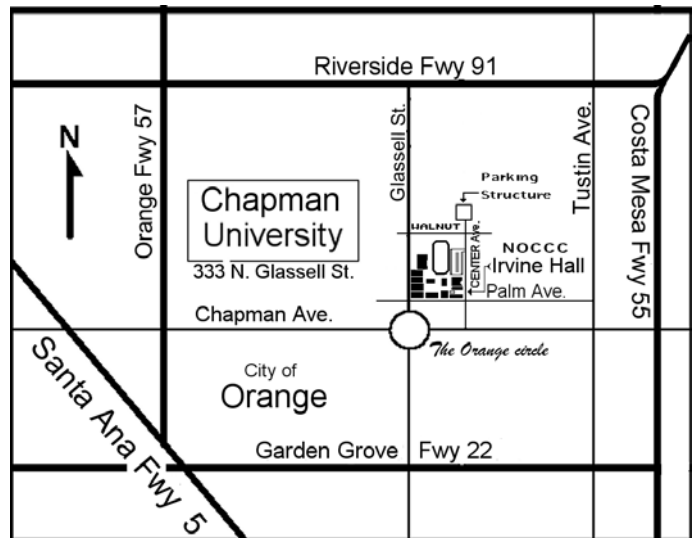 Riverside Fwy 91
N
Orange Fwy 57
Glassell St.
Tustin Ave.
Costa Mesa Fwy 55
Parking
Structure
Chapman
University
333 N. Glassell St.
WALNUT
CENTER Ave.
NOCCC
Irvine Hall
Palm Ave.
Chapman Ave.
The Orange circle
City of
Orange
Santa Ana Fwy 5
Garden Grove Fwy 22